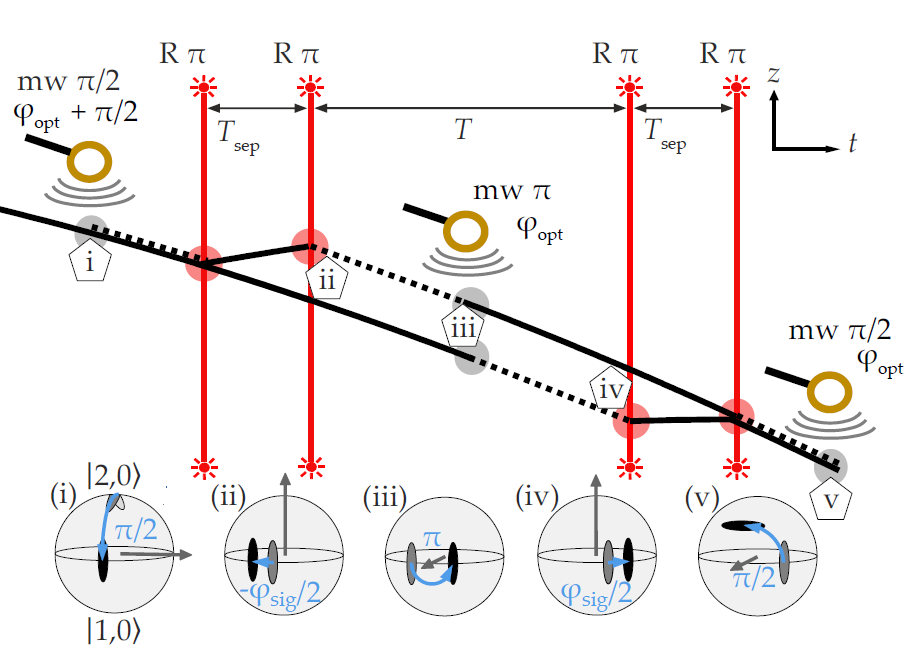 R π R π R π R π
mw π/2
φopt + π/2
z
Tsep T Tsep
t
mw π
φopt
i
ii
iii
mw π/2
φopt
iv
v
(i) |2,0⟩ (ii) (iii) (iv) (v)
π/2
π
-φsig/2
φsig/2
π/2
|1,0⟩